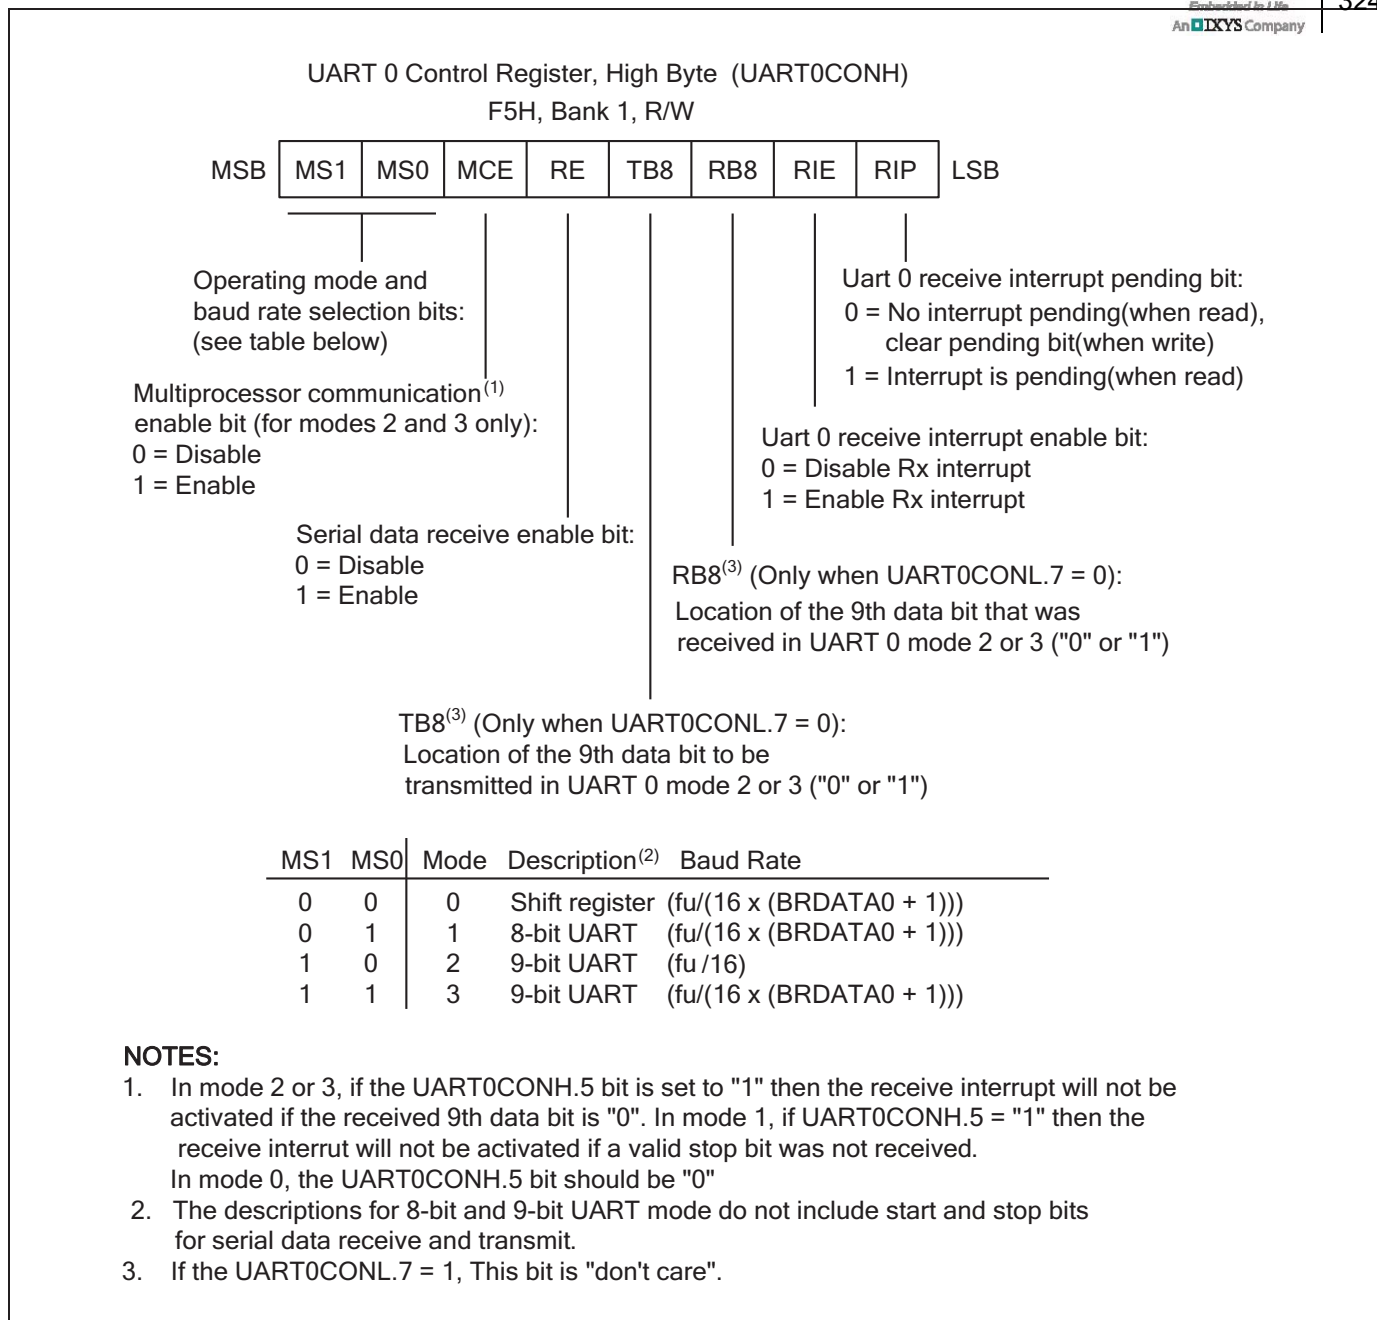 Embedded in Life
An IXYS Company
324
UART 0 Control Register, High Byte (UART0CONH)
F5H, Bank 1, R/W
MSB MS1 MS0 MCE RE TB8 RB8 RIE RIP LSB
Operating mode and
baud rate selection bits:
(see table below)
Uart 0 receive interrupt pending bit:
0 = No interrupt pending(when read),
clear pending bit(when write)
1 = Interrupt is pending(when read)
Multiprocessor communication(1)
enable bit (for modes 2 and 3 only):
0 = Disable
1 = Enable
Uart 0 receive interrupt enable bit:
0 = Disable Rx interrupt
1 = Enable Rx interrupt
Serial data receive enable bit:
0 = Disable
1 = Enable
RB8(3) (Only when UART0CONL.7 = 0):
Location of the 9th data bit that was
received in UART 0 mode 2 or 3 ("0" or "1")
TB8(3) (Only when UART0CONL.7 = 0):
Location of the 9th data bit to be
transmitted in UART 0 mode 2 or 3 ("0" or "1")
MS1 MS0 Mode Description(2) Baud Rate
0 0 0 Shift register (fu/(16 x (BRDATA0 + 1)))
0 1 1 8-bit UART (fu/(16 x (BRDATA0 + 1)))
1 0 2 9-bit UART (fu /16)
1 1 3 9-bit UART (fu/(16 x (BRDATA0 + 1)))
NOTES:
1. In mode 2 or 3, if the UART0CONH.5 bit is set to "1" then the receive interrupt will not be
activated if the received 9th data bit is "0". In mode 1, if UART0CONH.5 = "1" then the
receive interrut will not be activated if a valid stop bit was not received.
In mode 0, the UART0CONH.5 bit should be "0"
2. The descriptions for 8-bit and 9-bit UART mode do not include start and stop bits
for serial data receive and transmit.
3. If the UART0CONL.7 = 1, This bit is "don't care".